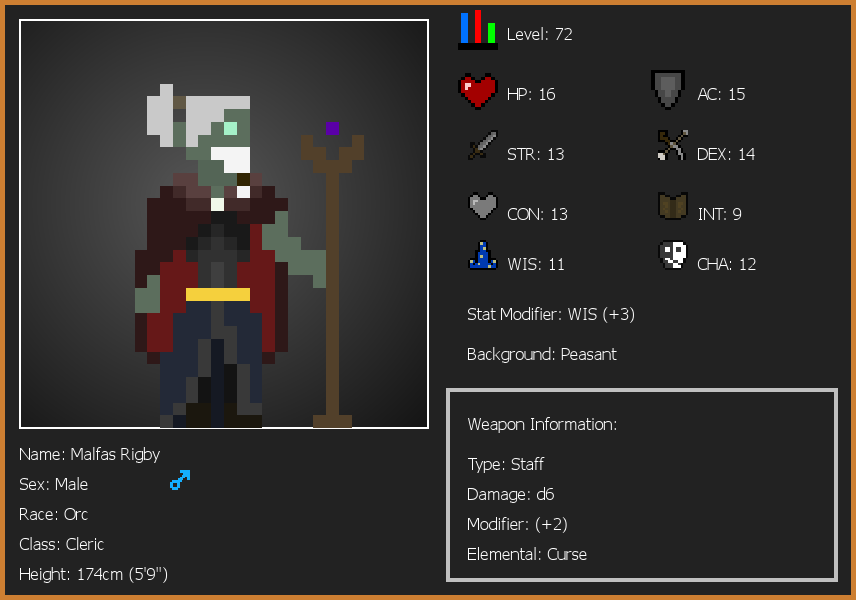 Level: 72
HP: 16
AC: 15
STR: 13
DEX: 14
CON: 13
INT: 9
WIS: 11
CHA: 12
Stat Modifier: WIS (+3)
Background: Peasant
Weapon Information:
Type: Staff
Damage: d6
Modifier: (+2)
Elemental: Curse
Name: Malfas Rigby
Sex: Male
Race: Orc
Class: Cleric
Height: 174cm (5'9")